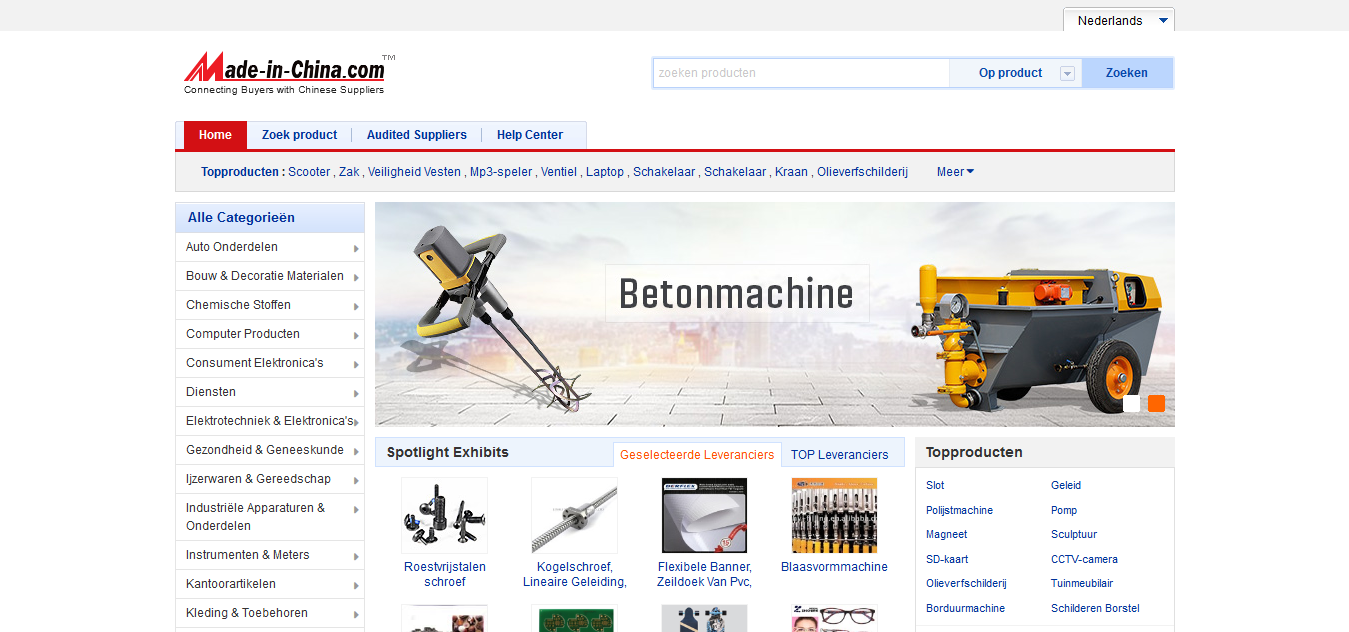 Nederlands
Made-in-China.com™
Connecting Buyers with Chinese Suppliers
zoeken producten
Op product
Zoeken
Home
Zoek product
Audited Suppliers
Help Center
Topproducten : Scooter , Zak , Veiligheid Vesten , Mp3-speler , Ventiel , Laptop , Schakelaar , Schakelaar , Kraan , Olieverfschilderij
Meer
Alle Categorieën
Auto Onderdelen
Bouw & Decoratie Materialen
Chemische Stoffen
Computer Producten
Consument Elektronica's
Diensten
Elektrotechniek & Elektronica's
Gezondheid & Geneeskunde
Ijzerwaren & Gereedschap
Industriële Apparaturen &
Onderdelen
Instrumenten & Meters
Kantoorartikelen
Kleding & Toebehoren
Betonmachine
Spotlight Exhibits
Geselecteerde Leveranciers
TOP Leveranciers
Roestvrijstalen
schroef
Kogelschroef,
Lineaire Geleiding,
DERFLEX
Flexibele Banner,
Zeildoek Van Pvc,
Blaasvormmachine
Topproducten
Slot
Geleid
Polijstmachine
Pomp
Magneet
Sculptuur
SD-kaart
CCTV-camera
Olieverfschilderij
Tuinmeubilair
Borduurmachine
Schilderen Borstel